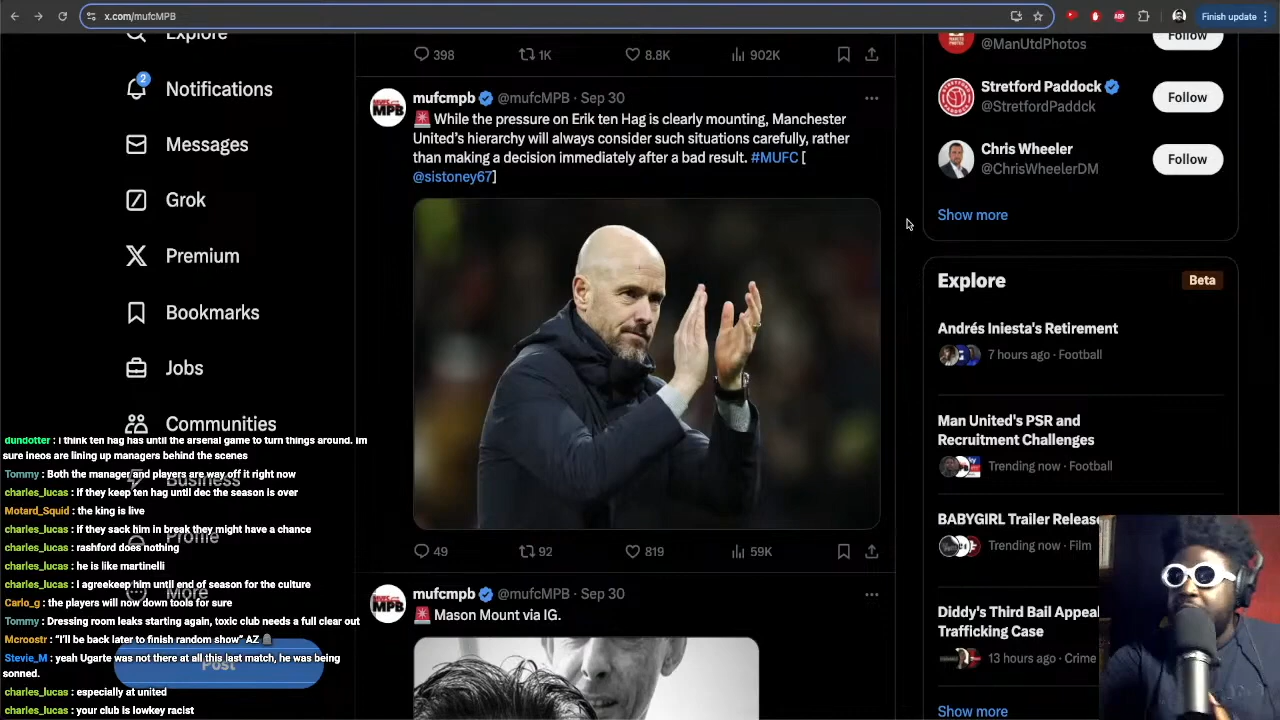 x.com/mufcMPB
Finish update
Explore
2
Notifications
Messages
Grok
Premium
Bookmarks
Jobs
Communities
Business
Profile
More
Post
398
1K
8.8K
902K
mufcmpb @mufcMPB · Sep 30
🚨 While the pressure on Erik ten Hag is clearly mounting, Manchester
United's hierarchy will always consider such situations carefully, rather
than making a decision immediately after a bad result. #MUFC [
@sistoney67]
49
92
819
59K
mufcmpb @mufcMPB · Sep 30
🚨 Mason Mount via IG.
@ManUtdPhotos
Follow
Stretford Paddock
@StretfordPaddck
Follow
Chris Wheeler
@ChrisWheelerDM
Follow
Show more
Explore
Beta
Andrés Iniesta's Retirement
7 hours ago · Football
Man United's PSR and
Recruitment Challenges
Trending now · Football
BABYGIRL Trailer Release
Trending now · Film
Diddy's Third Bail Appeal
Trafficking Case
13 hours ago · Crime
Show more
dundotter : I think ten hag has until the arsenal game to turn things around. Im
sure ineos are lining up managers behind the scenes
Tommy : Both the manager and players are way off it right now
charles_lucas : If they keep ten hag until dec the season is over
Motard_Squid : the king is live
charles_lucas : if they sack him in break they might have a chance
charles_lucas : rashford does nothing
charles_lucas : he is like martinelli
charles_lucas : I agreekeep him until end of season for the culture
Carlo_g : the players will now down tools for sure
Tommy : Dressing room leaks starting again, toxic club needs a full clear out
Mcroostr : "I'll be back later to finish random show" AZ
Stevie_M : yeah Ugarte was not there at all this last match, he was being
sonned.
charles_lucas : especially at united
charles_lucas : your club is lowkey racist